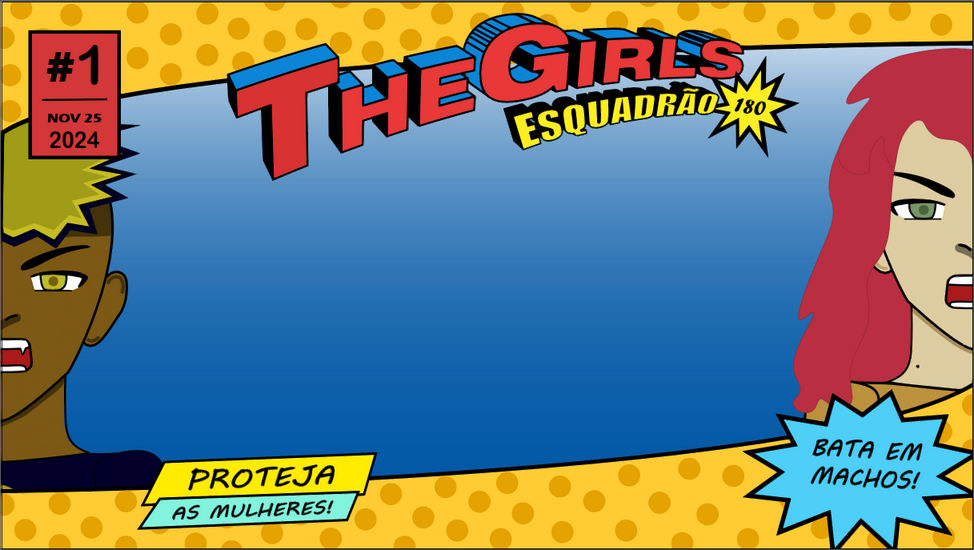 #1
NOV 25
2024
THE GIRLS
ESQUADRÃO 180
PROTEJA
AS MULHERES!
BATA EM
MACHOS!